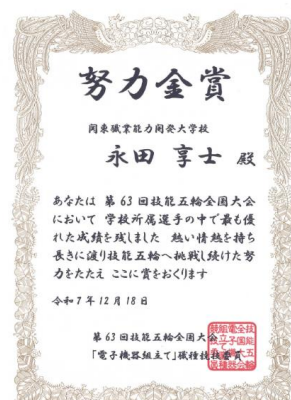 努力金賞
関東職業能力開発大学校
永田 享士 殿
あなたは 第63回技能五輪全国大会
において 学校所属選手の中で最も優
れた成績を残しました 熱い情熱を持ち
長きに渡り技能五輪へ挑戦し続けた努
力をたたえ ここに賞をおくります
令和7年12月18日
第63回技能五輪全国大会
「電子機器組立て」職種競技委員